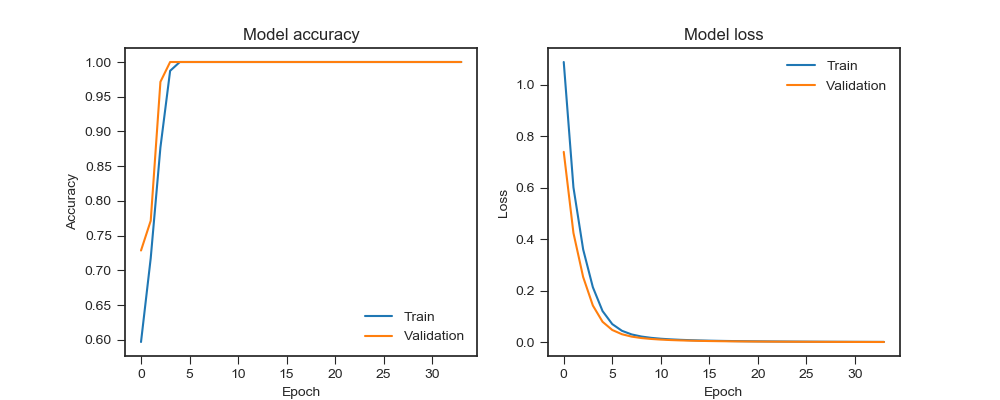 Model accuracy
Accuracy
1.00
0.95
0.90
0.85
0.80
0.75
0.70
0.65
0.60
Train
Validation
0 5 10 15 20 25 30
Epoch
Model loss
Loss
1.0
0.8
0.6
0.4
0.2
0.0
Train
Validation
0 5 10 15 20 25 30
Epoch